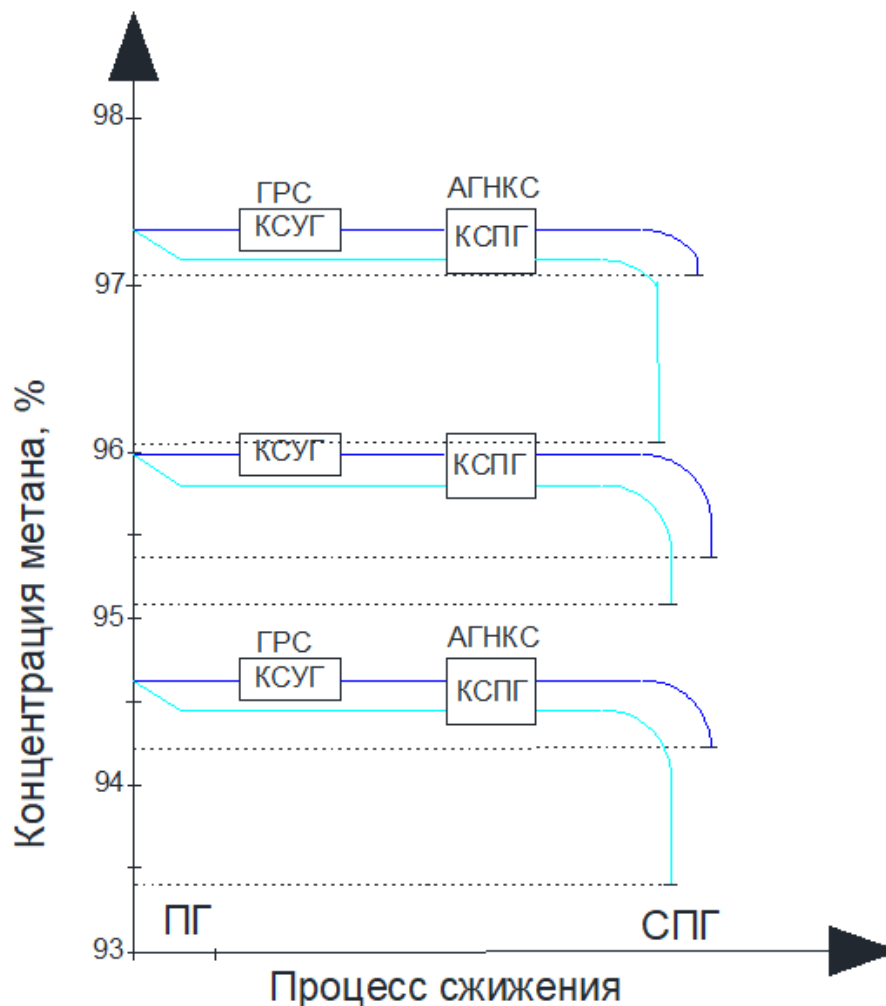 98
ГРС
АГНКС
КСУГ
КСПГ
97
96
КСУГ
КСПГ
95
ГРС
АГНКС
КСУГ
КСПГ
94
ПГ
СПГ
93
Процесс сжижения
Концентрация метана, %